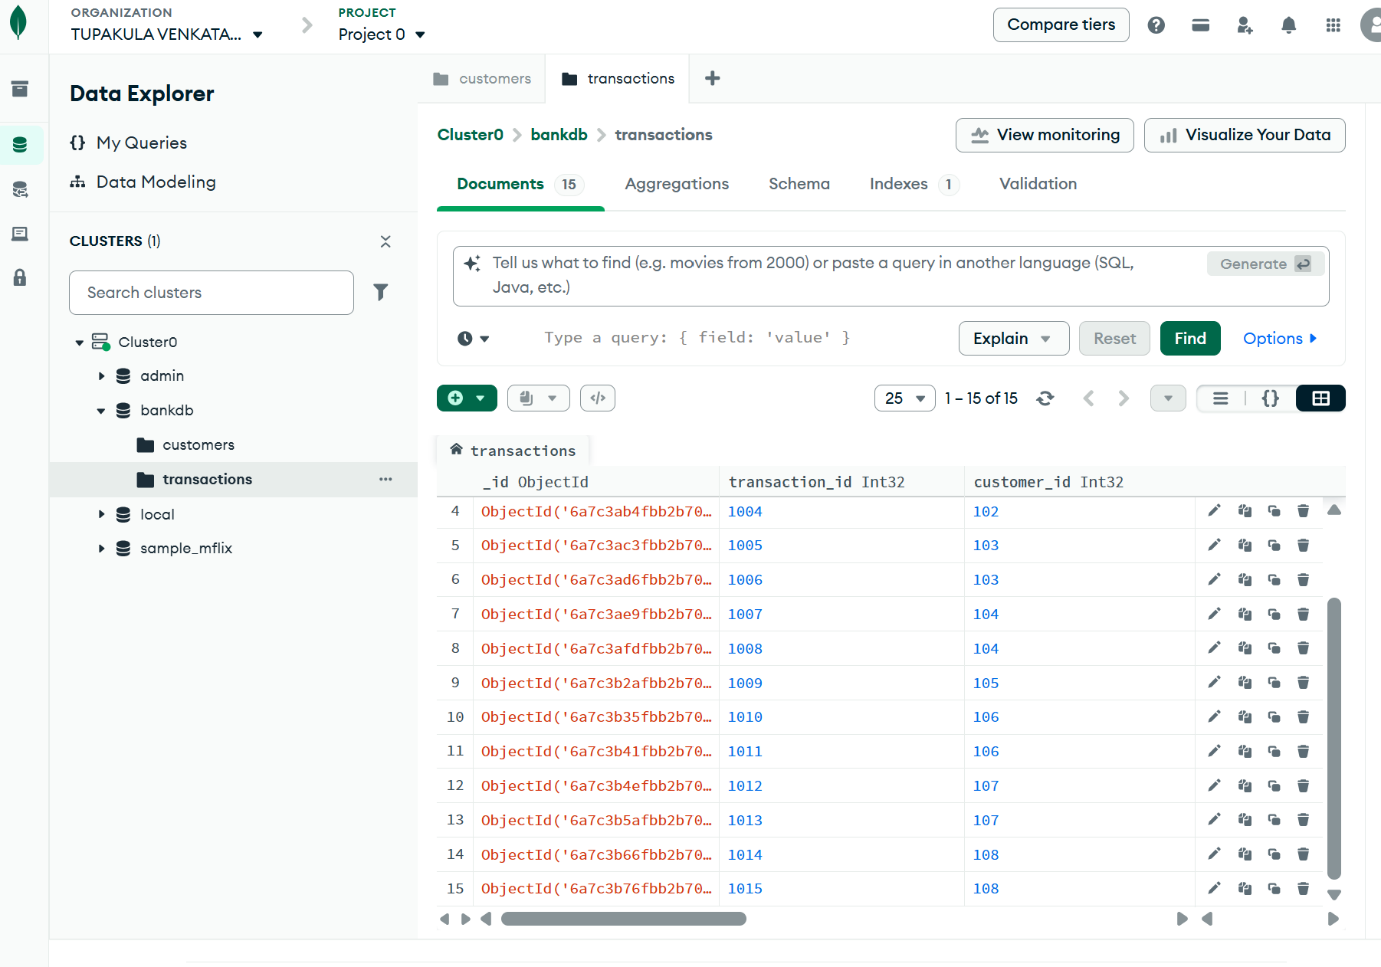 ORGANIZATION
TUPAKULA VENKATA...
PROJECT
Project 0
Compare tiers
Data Explorer
My Queries
Data Modeling
CLUSTERS (1)
Search clusters
Cluster0
admin
bankdb
customers
transactions
local
sample_mflix
customers
transactions
Cluster0 > bankdb > transactions
View monitoring
Visualize Your Data
Documents 15
Aggregations
Schema
Indexes 1
Validation
Tell us what to find (e.g. movies from 2000) or paste a query in another language (SQL,
Java, etc.)
Generate
Type a query: { field: 'value' }
Explain
Reset
Find
Options
25
1 – 15 of 15
transactions
_id ObjectId transaction_id Int32 customer_id Int32
4 ObjectId('6a7c3ab4fbb2b70… 1004 102
5 ObjectId('6a7c3ac3fbb2b70… 1005 103
6 ObjectId('6a7c3ad6fbb2b70… 1006 103
7 ObjectId('6a7c3ae9fbb2b70… 1007 104
8 ObjectId('6a7c3afdfbb2b70… 1008 104
9 ObjectId('6a7c3b2afbb2b70… 1009 105
10 ObjectId('6a7c3b35fbb2b70… 1010 106
11 ObjectId('6a7c3b41fbb2b70… 1011 106
12 ObjectId('6a7c3b4efbb2b70… 1012 107
13 ObjectId('6a7c3b5afbb2b70… 1013 107
14 ObjectId('6a7c3b66fbb2b70… 1014 108
15 ObjectId('6a7c3b76fbb2b70… 1015 108